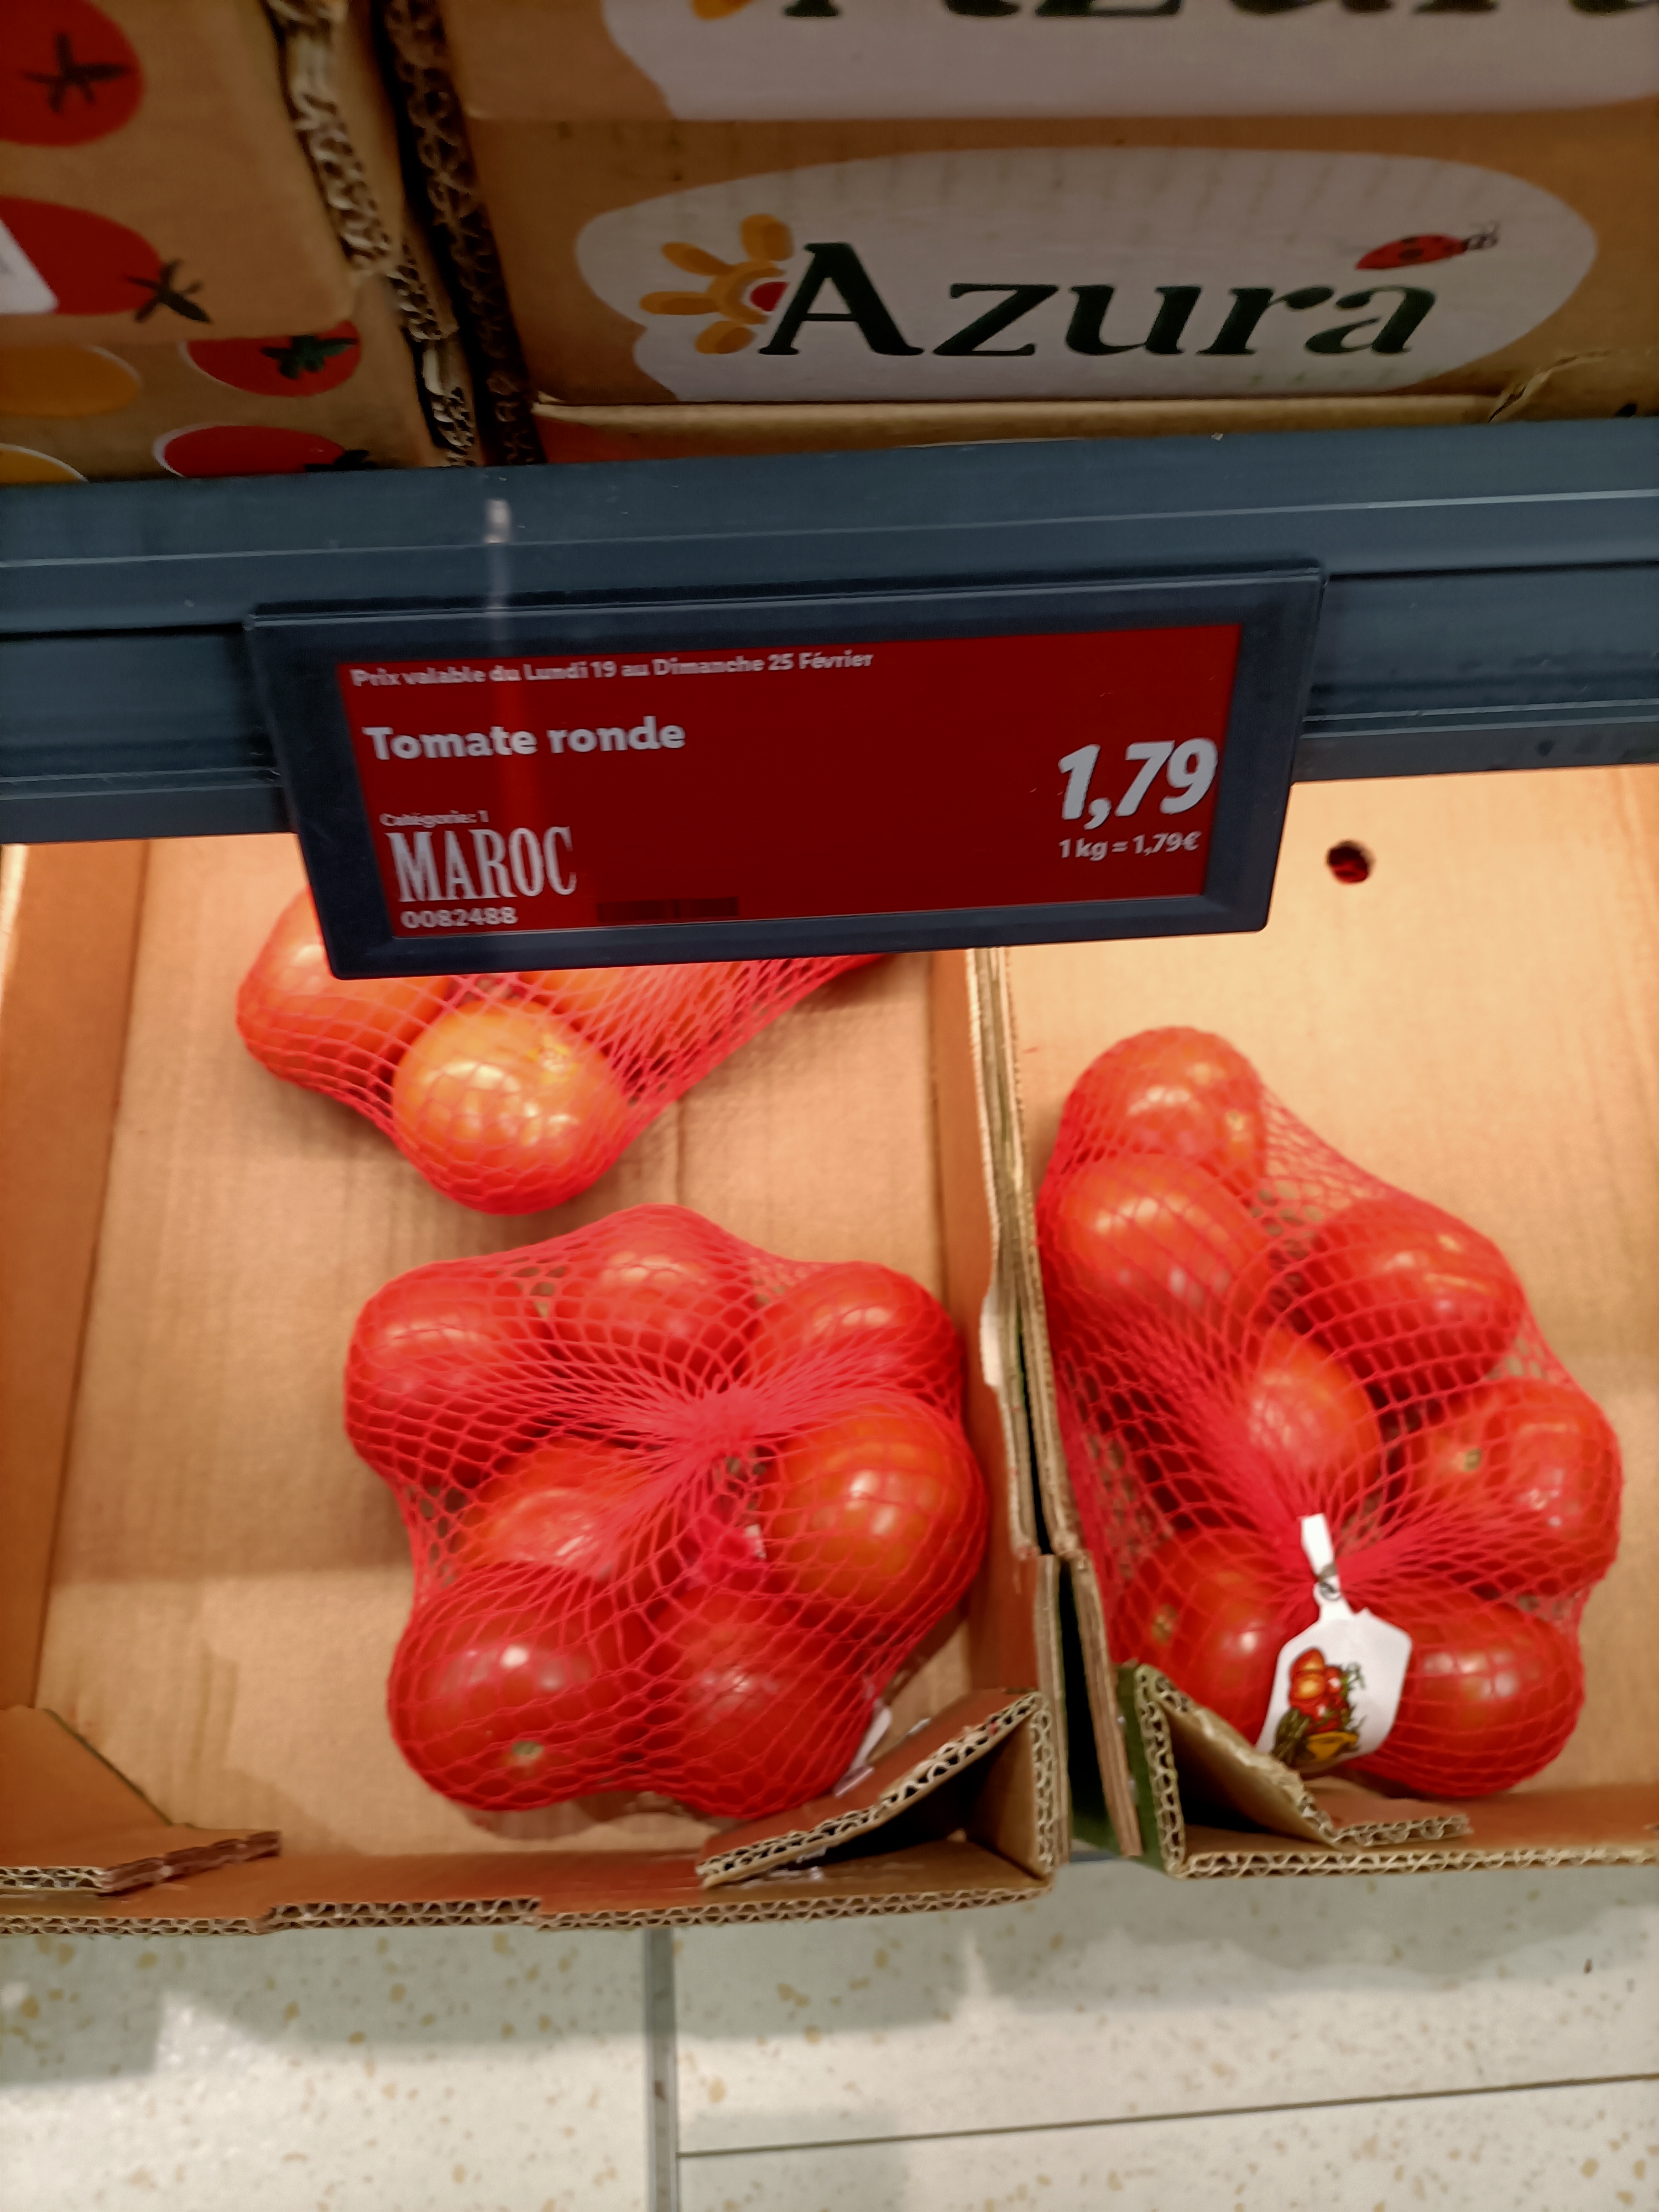 Azura
Azura
Prix valable du Lundi 19 au Dimanche 25 Février
Tomate ronde
1,79
1 kg = 1,79€
Catégorie: 1
MAROC
0082488